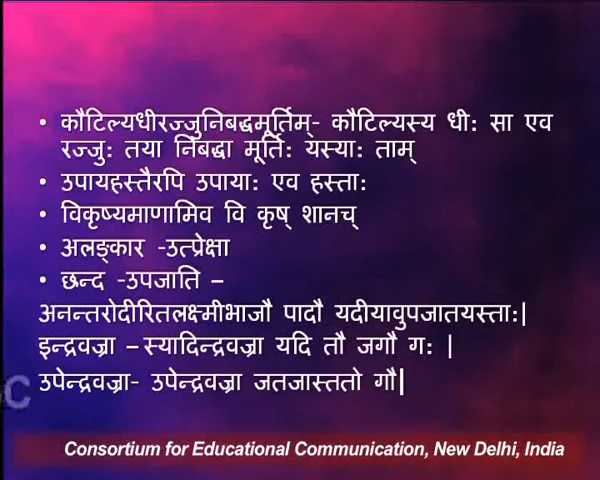 • कौटिल्यधीरज्जुनिबद्धमूर्तिम्- कौटिल्यस्य धीः सा एव
रज्जुः तया निबद्धा मूर्तिः यस्याः ताम्
• उपायहस्तैरपि उपायाः एव हस्ताः
• विकृष्यमाणामिव वि कृष् शानच्
• अलङ्कार -उत्प्रेक्षा
• छन्द -उपजाति –
अनन्तरोदीरितलक्ष्मीभाजौ पादौ यदीयावुपजातयस्ताः|
इन्द्रवज्रा – स्यादिन्द्रवज्रा यदि तौ जगौ गः |
उपेन्द्रवज्रा- उपेन्द्रवज्रा जतजास्ततो गौ|
Consortium for Educational Communication, New Delhi, India